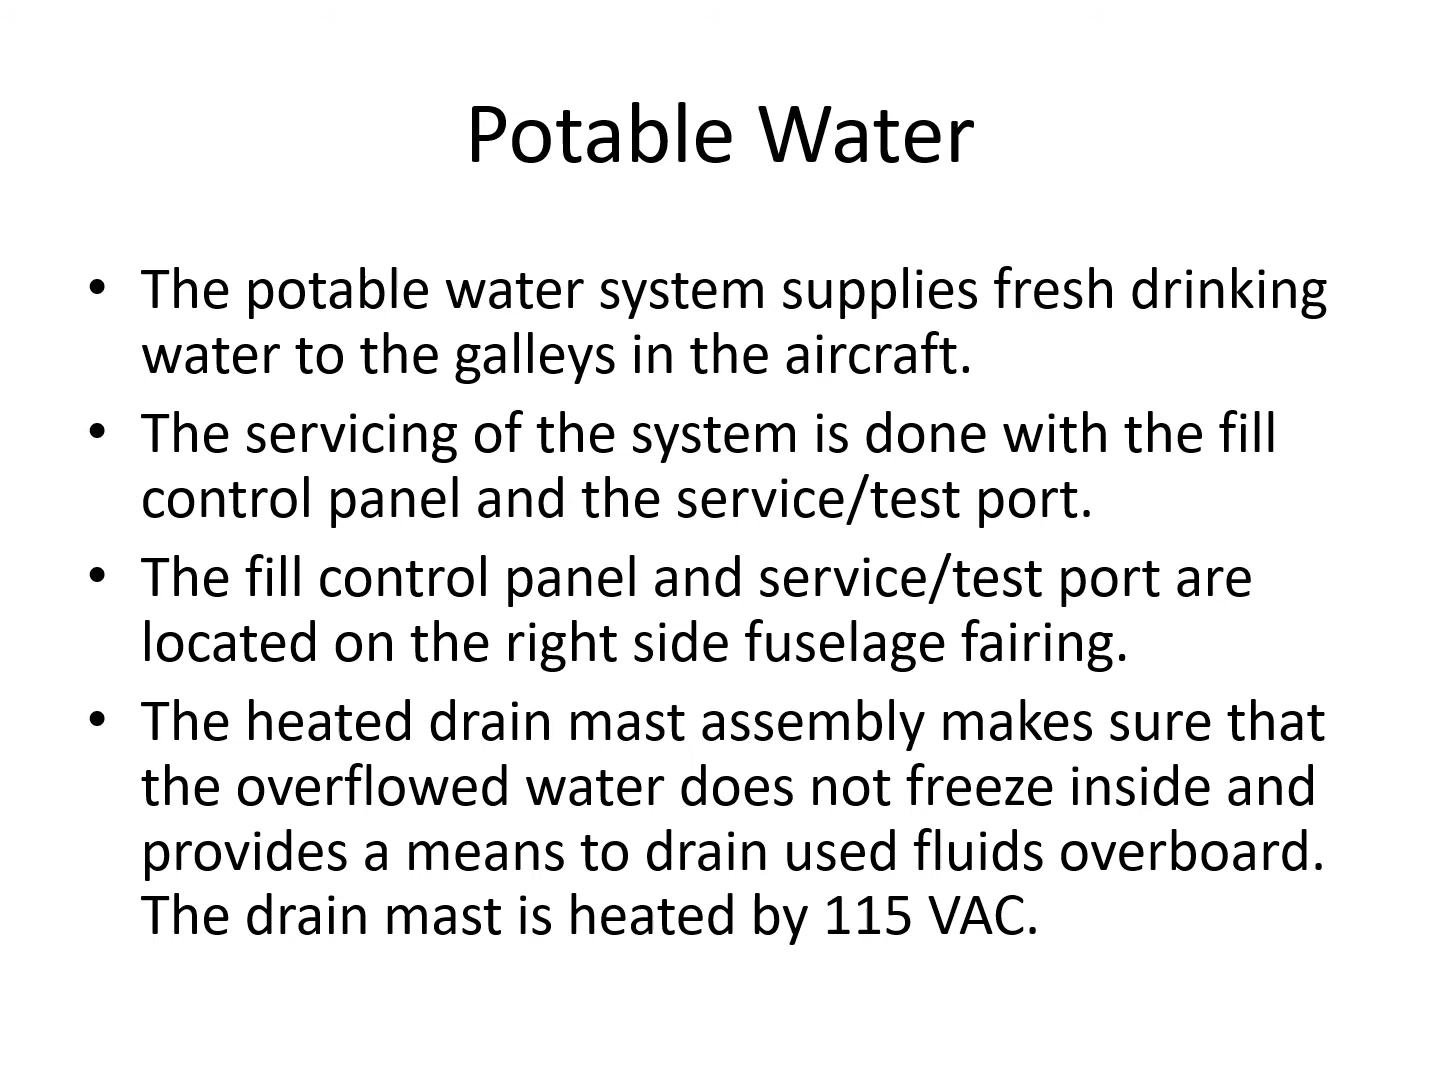 Potable Water
• The potable water system supplies fresh drinking
water to the galleys in the aircraft.
• The servicing of the system is done with the fill
control panel and the service/test port.
• The fill control panel and service/test port are
located on the right side fuselage fairing.
• The heated drain mast assembly makes sure that
the overflowed water does not freeze inside and
provides a means to drain used fluids overboard.
The drain mast is heated by 115 VAC.